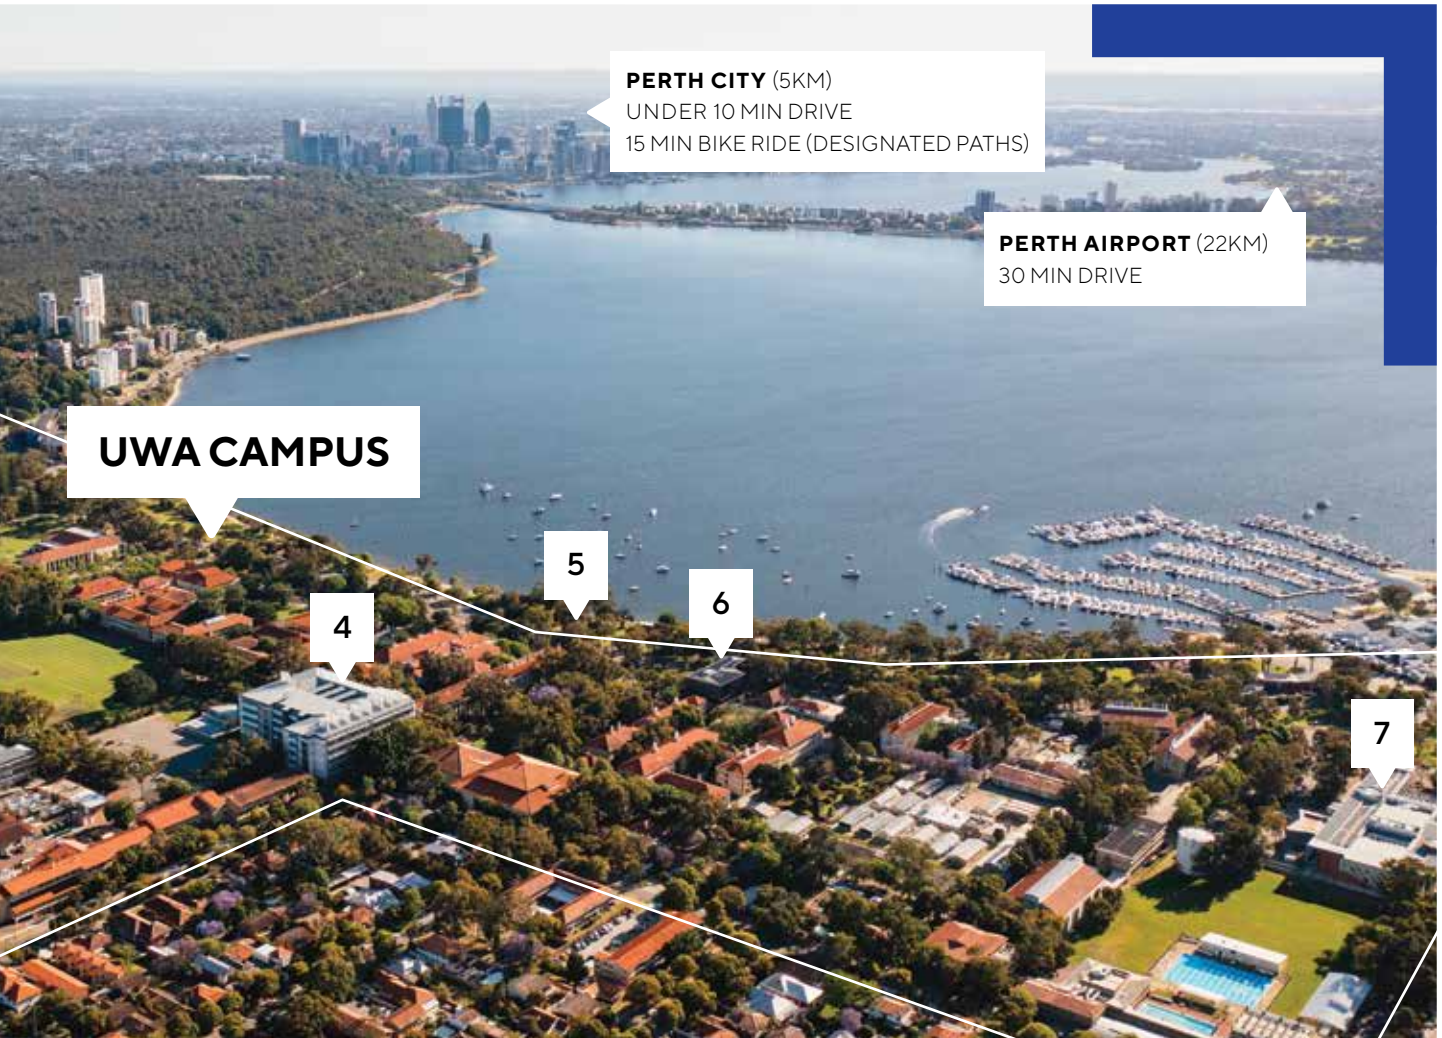 PERTH CITY (5KM)
UNDER 10 MIN DRIVE
15 MIN BIKE RIDE (DESIGNATED PATHS)
PERTH AIRPORT (22KM)
30 MIN DRIVE
UWA CAMPUS
5
6
4
7